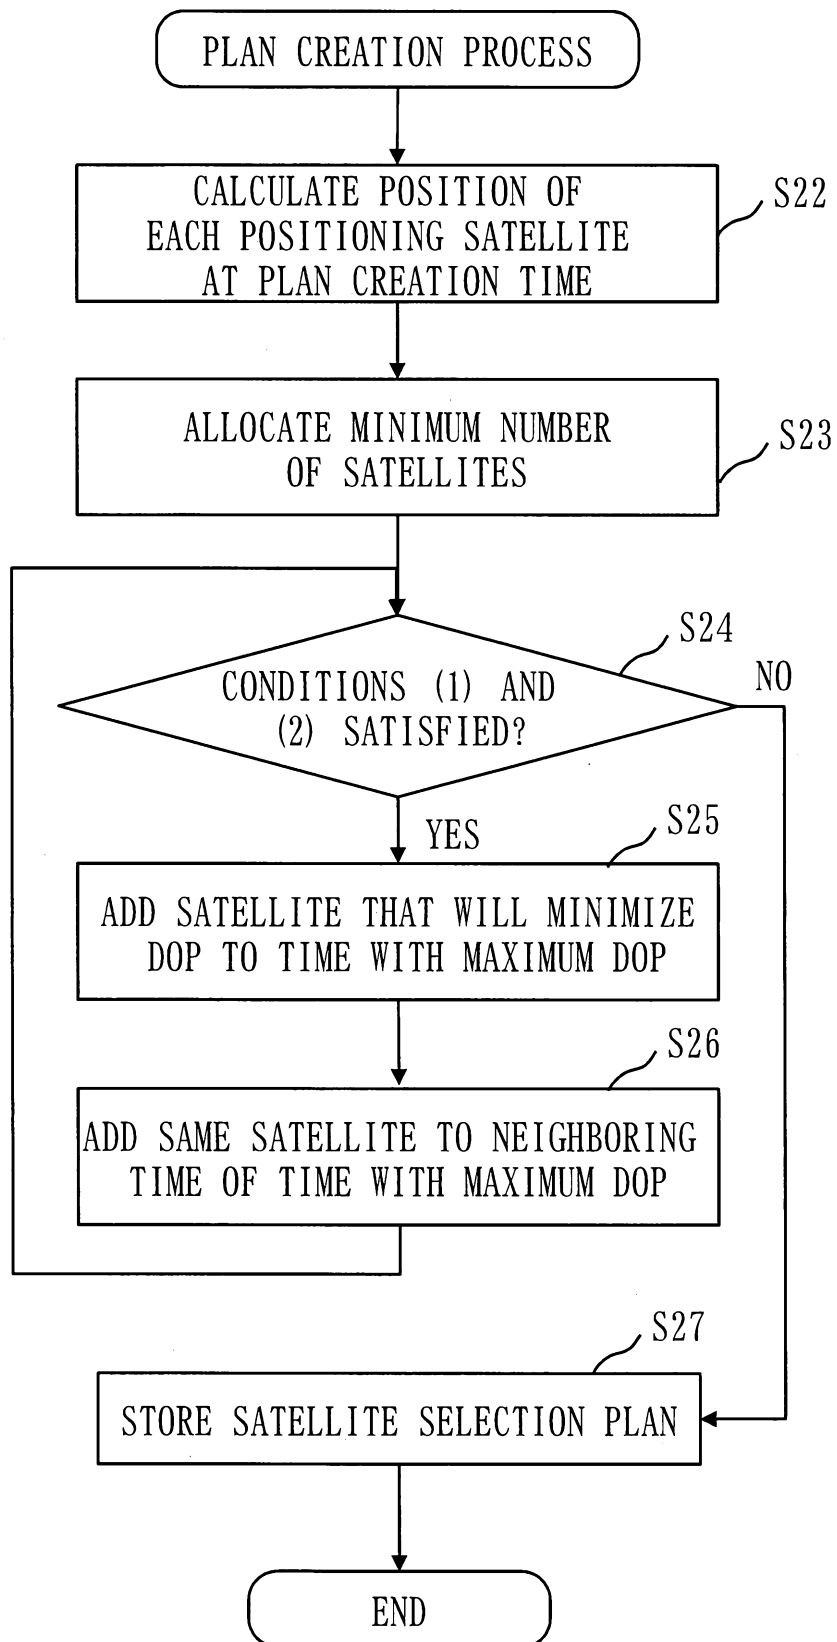 PLAN CREATION PROCESS
CALCULATE POSITION OF
EACH POSITIONING SATELLITE
AT PLAN CREATION TIME
S22
ALLOCATE MINIMUM NUMBER
OF SATELLITES
S23
CONDITIONS (1) AND
(2) SATISFIED?
S24
NO
YES
S25
ADD SATELLITE THAT WILL MINIMIZE
DOP TO TIME WITH MAXIMUM DOP
S26
ADD SAME SATELLITE TO NEIGHBORING
TIME OF TIME WITH MAXIMUM DOP
S27
STORE SATELLITE SELECTION PLAN
END